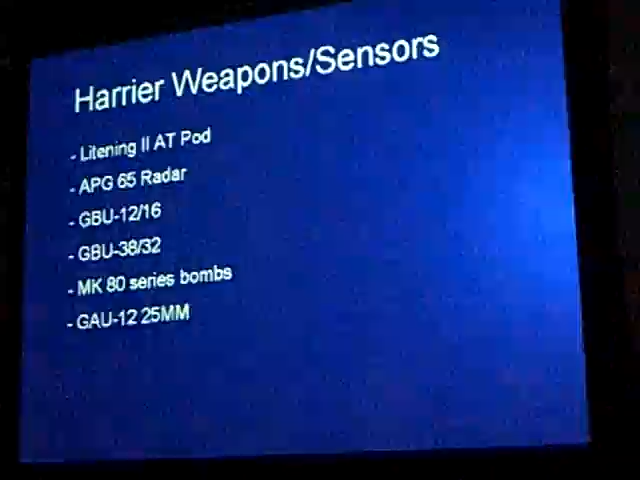 Harrier Weapons/Sensors
- Litening II AT Pod
- APG 65 Radar
- GBU-12/16
- GBU-38/32
- MK 80 series bombs
- GAU-12 25MM